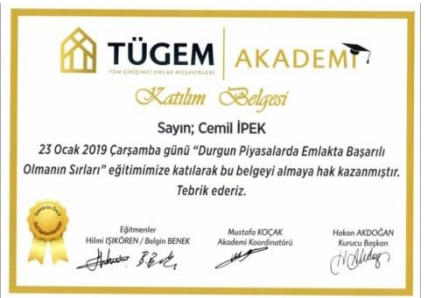 TÜGEM
TÜM GİRİŞİMCİ EMLAK MÜŞAVİRLERİ
AKADEMİ
Katılım Belgesi
Sayın; Cemil İPEK
23 Ocak 2019 Çarşamba günü “Durgun Piyasalarda Emlakta Başarılı
Olmanın Sırları” eğitimimize katılarak bu belgeyi almaya hak kazanmıştır.
Tebrik ederiz.
Eğitmenler
Hilmi IŞIKÖREN / Belgin BENEK
Mustafa KOÇAK
Akademi Koordinatörü
Hakan AKDOĞAN
Kurucu Başkan